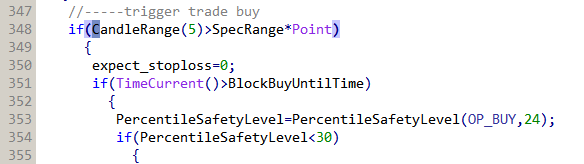 347 //-----trigger trade buy
348 if(CandleRange(5)>SpecRange*Point)
349 {
350 expect_stoploss=0;
351 if(TimeCurrent()>BlockBuyUntilTime)
352 {
353 PercentileSafetyLevel=PercentileSafetyLevel(OP_BUY,24);
354 if(PercentileSafetyLevel<30)
355 {